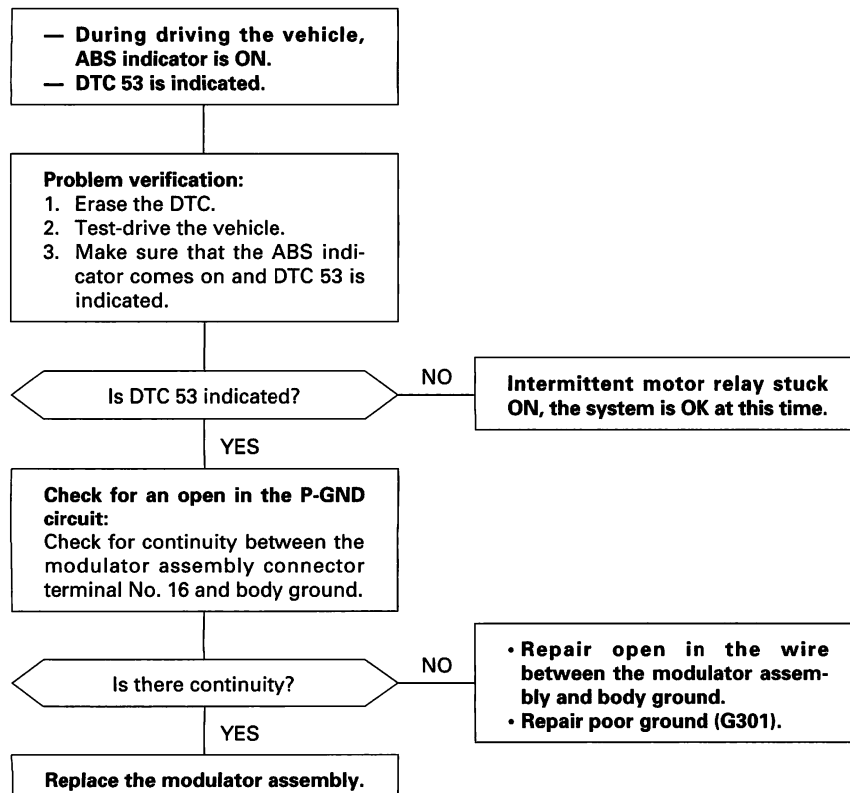 — During driving the vehicle,
ABS indicator is ON.
— DTC 53 is indicated.
Problem verification:
1. Erase the DTC.
2. Test-drive the vehicle.
3. Make sure that the ABS indi-
cator comes on and DTC 53 is
indicated.
Is DTC 53 indicated?
NO
Intermittent motor relay stuck
ON, the system is OK at this time.
YES
Check for an open in the P-GND
circuit:
Check for continuity between the
modulator assembly connector
terminal No. 16 and body ground.
Is there continuity?
NO
• Repair open in the wire
between the modulator assem-
bly and body ground.
• Repair poor ground (G301).
YES
Replace the modulator assembly.